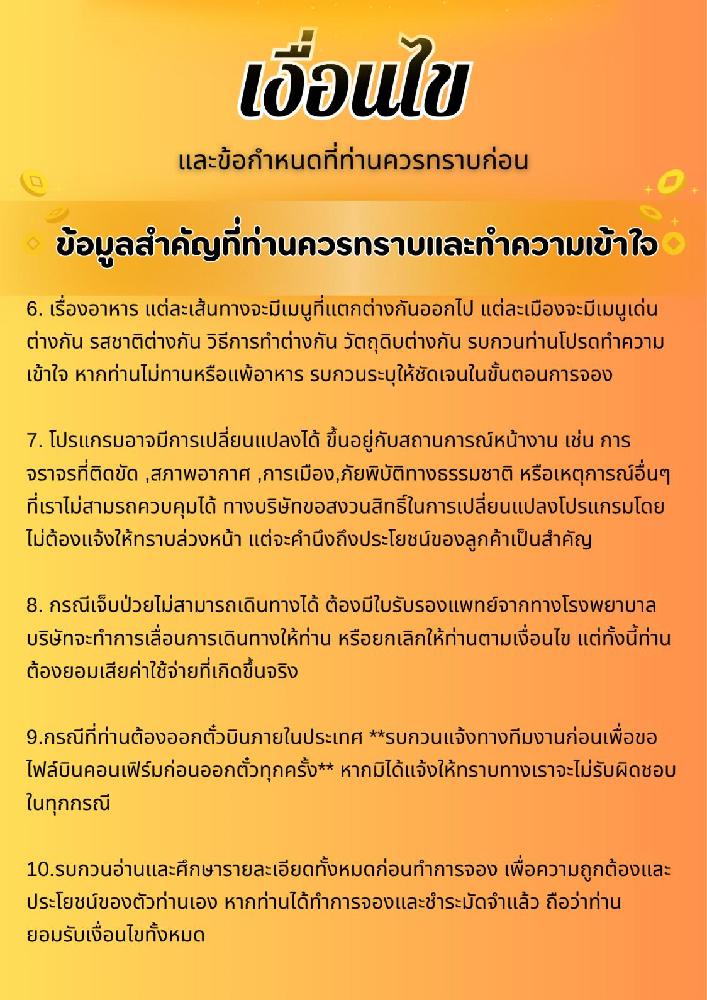 เงื่อนไข
และข้อกำหนดที่ท่านควรทราบก่อน
ข้อมูลสำคัญที่ท่านควรทราบและทำความเข้าใจ
6. เรื่องอาหาร แต่ละเส้นทางจะมีเมนูที่แตกต่างกันออกไป แต่ละเมืองจะมีเมนูเด่น
ต่างกัน รสชาติต่างกัน วิธีการทำต่างกัน วัตถุดิบต่างกัน รบกวนท่านโปรดทำความ
เข้าใจ หากท่านไม่ทานหรือแพ้อาหาร รบกวนระบุให้ชัดเจนในขั้นตอนการจอง
7. โปรแกรมอาจมีการเปลี่ยนแปลงได้ ขึ้นอยู่กับสถานการณ์หน้างาน เช่น การ
จราจรที่ติดขัด ,สภาพอากาศ ,การเมือง,ภัยพิบัติทางธรรมชาติ หรือเหตุการณ์อื่นๆ
ที่เราไม่สามรถควบคุมได้ ทางบริษัทขอสงวนสิทธิ์ในการเปลี่ยนแปลงโปรแกรมโดย
ไม่ต้องแจ้งให้ทราบล่วงหน้า แต่จะคำนึงถึงประโยชน์ของลูกค้าเป็นสำคัญ
8. กรณีเจ็บป่วยไม่สามารถเดินทางได้ ต้องมีใบรับรองแพทย์จากทางโรงพยาบาล
บริษัทจะทำการเลื่อนการเดินทางให้ท่าน หรือยกเลิกให้ท่านตามเงื่อนไข แต่ทั้งนี้ท่าน
ต้องยอมเสียค่าใช้จ่ายที่เกิดขึ้นจริง
9.กรณีที่ท่านต้องออกตั๋วบินภายในประเทศ **รบกวนแจ้งทางทีมงานก่อนเพื่อขอ
ไฟล์บินคอนเฟิร์มก่อนออกตั๋วทุกครั้ง** หากมิได้แจ้งให้ทราบทางเราจะไม่รับผิดชอบ
ในทุกกรณี
10.รบกวนอ่านและศึกษารายละเอียดทั้งหมดก่อนทำการจอง เพื่อความถูกต้องและ
ประโยชน์ของตัวท่านเอง หากท่านได้ทำการจองและชำระมัดจำแล้ว ถือว่าท่าน
ยอมรับเงื่อนไขทั้งหมด